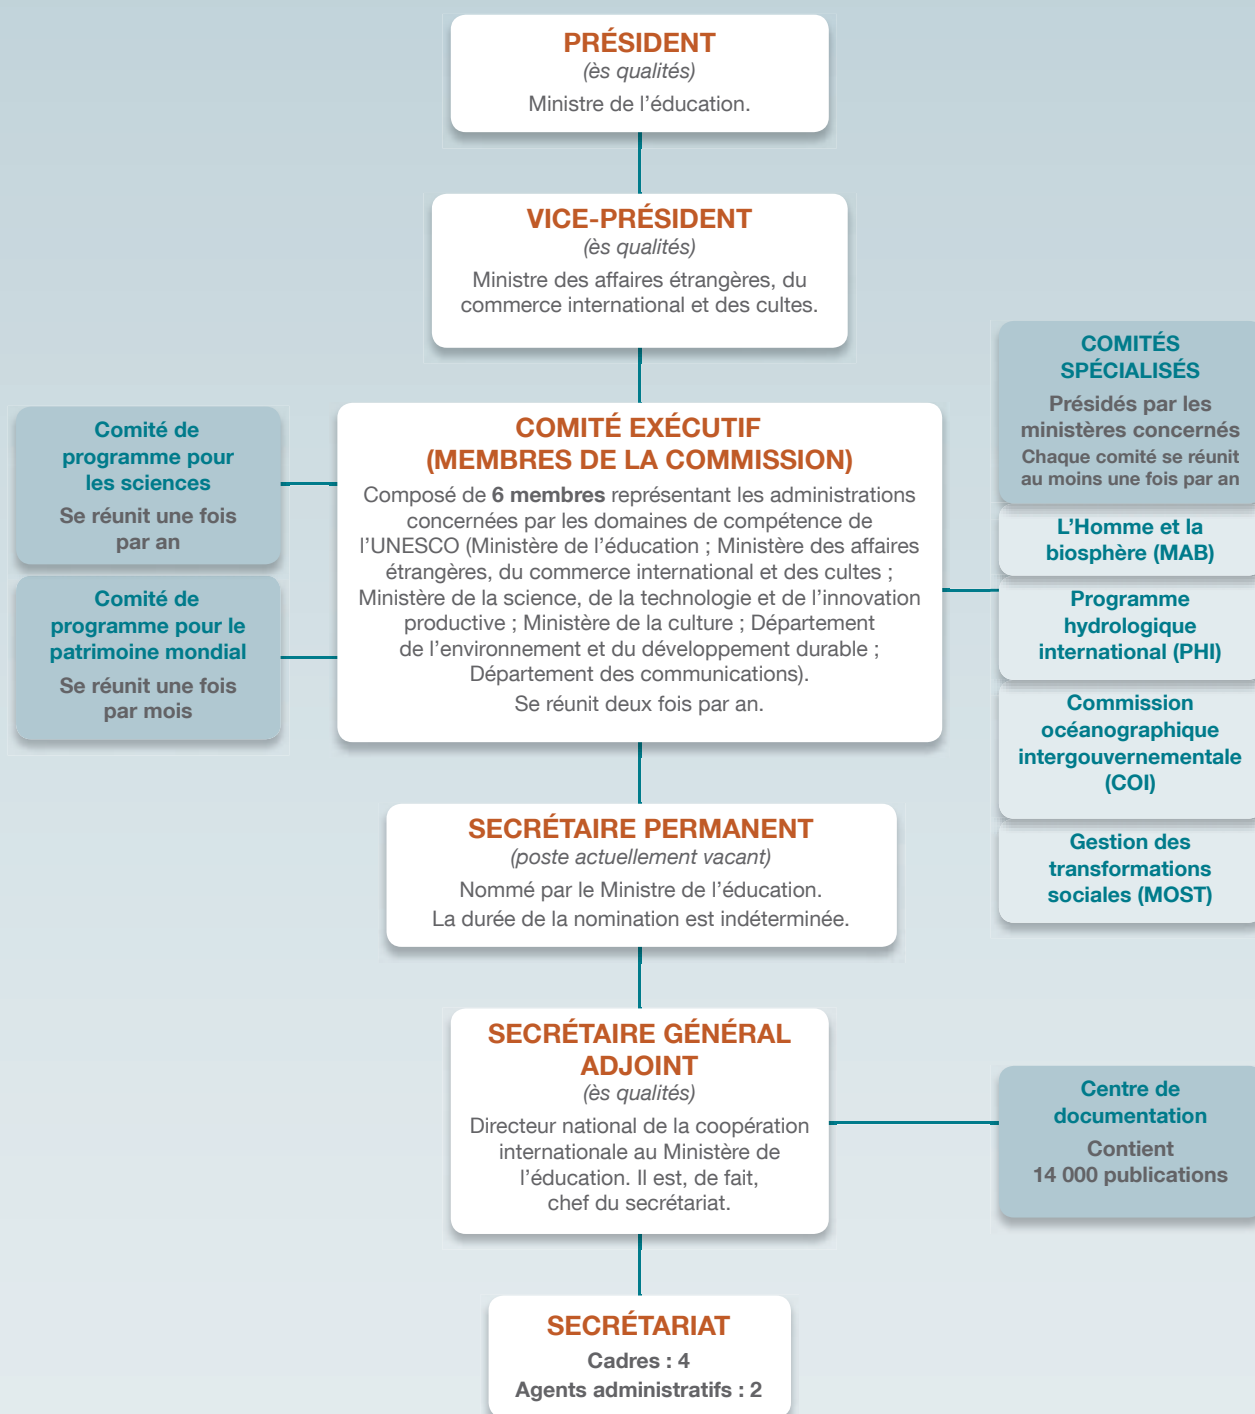 PRÉSIDENT
(ès qualités)
Ministre de l'éducation.
VICE-PRÉSIDENT
(ès qualités)
Ministre des affaires étrangères, du
commerce international et des cultes.
COMITÉ EXÉCUTIF
(MEMBRES DE LA COMMISSION)
Composé de 6 membres représentant les administrations
concernées par les domaines de compétence de
l'UNESCO (Ministère de l'éducation ; Ministère des affaires
étrangères, du commerce international et des cultes ;
Ministère de la science, de la technologie et de l'innovation
productive ; Ministère de la culture ; Département
de l'environnement et du développement durable ;
Département des communications).
Se réunit deux fois par an.
Comité de
programme pour
les sciences
Se réunit une fois
par an
Comité de
programme pour le
patrimoine mondial
Se réunit une fois
par mois
COMITÉS
SPÉCIALISÉS
Présidés par les
ministères concernés
Chaque comité se réunit
au moins une fois par an
L'Homme et la
biosphère (MAB)
Programme
hydrologique
international (PHI)
Commission
océanographique
intergouvernementale
(COI)
Gestion des
transformations
sociales (MOST)
SECRÉTAIRE PERMANENT
(poste actuellement vacant)
Nommé par le Ministre de l'éducation.
La durée de la nomination est indéterminée.
SECRÉTAIRE GÉNÉRAL
ADJOINT
(ès qualités)
Directeur national de la coopération
internationale au Ministère de
l'éducation. Il est, de fait,
chef du secrétariat.
Centre de
documentation
Contient
14 000 publications
SECRÉTARIAT
Cadres : 4
Agents administratifs : 2